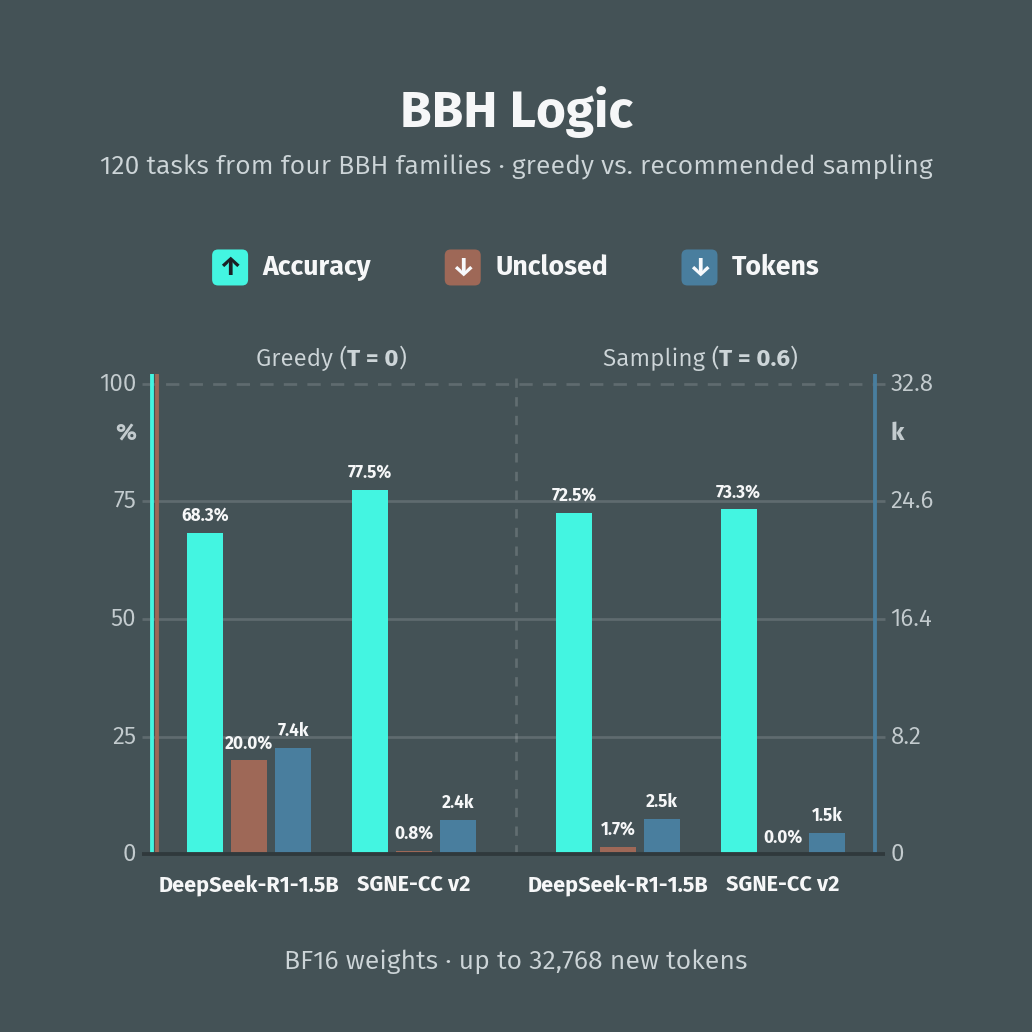 BBH Logic
120 tasks from four BBH families · greedy vs. recommended sampling
↑ Accuracy ↓ Unclosed ↓ Tokens
Greedy (T = 0) Sampling (T = 0.6)
100 32.8
% k
77.5%
72.5% 73.3%
75 24.6
68.3%
50 16.4
25 8.2
20.0% 7.4k
2.4k 2.5k
0.8% 1.7% 0.0% 1.5k
0 0
DeepSeek-R1-1.5B SGNE-CC v2 DeepSeek-R1-1.5B SGNE-CC v2
BF16 weights · up to 32,768 new tokens